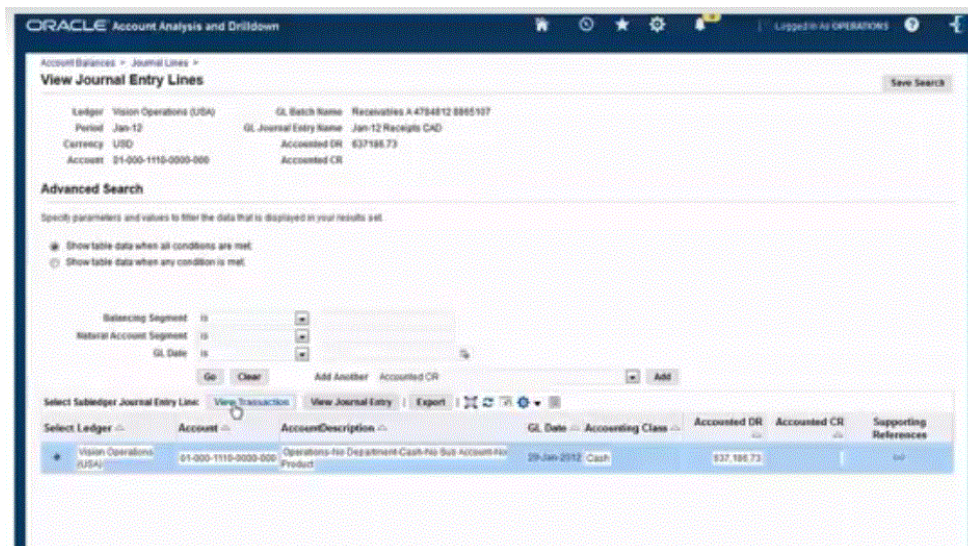 ORACLE Account Analysis and Drilldown
Logged In As OPERATIONS
Account Balances > Journal Lines >
View Journal Entry Lines
Save Search
Ledger Vision Operations (USA) GL Batch Name Receivables A 4784812 8865107
Period Jan-12 GL Journal Entry Name Jan-12 Receipts CAD
Currency USD Accounted DR 637186.73
Account 01-000-1110-0000-000 Accounted CR
Advanced Search
Specify parameters and values to filter the data that is displayed in your results set.
Show table data when all conditions are met.
Show table data when any condition is met.
Balancing Segment is
Natural Account Segment is
GL Date is
Go Clear Add Another Accounted CR Add
Select Subledger Journal Entry Line: View Transaction View Journal Entry | Export |
Select Ledger Account AccountDescription GL Date Accounting Class Accounted DR Accounted CR Supporting References
Vision Operations (USA) 01-000-1110-0000-000 Operations-No Department-Cash-No Sub Account-No Product 29-Jan-2012 Cash 637,186.73